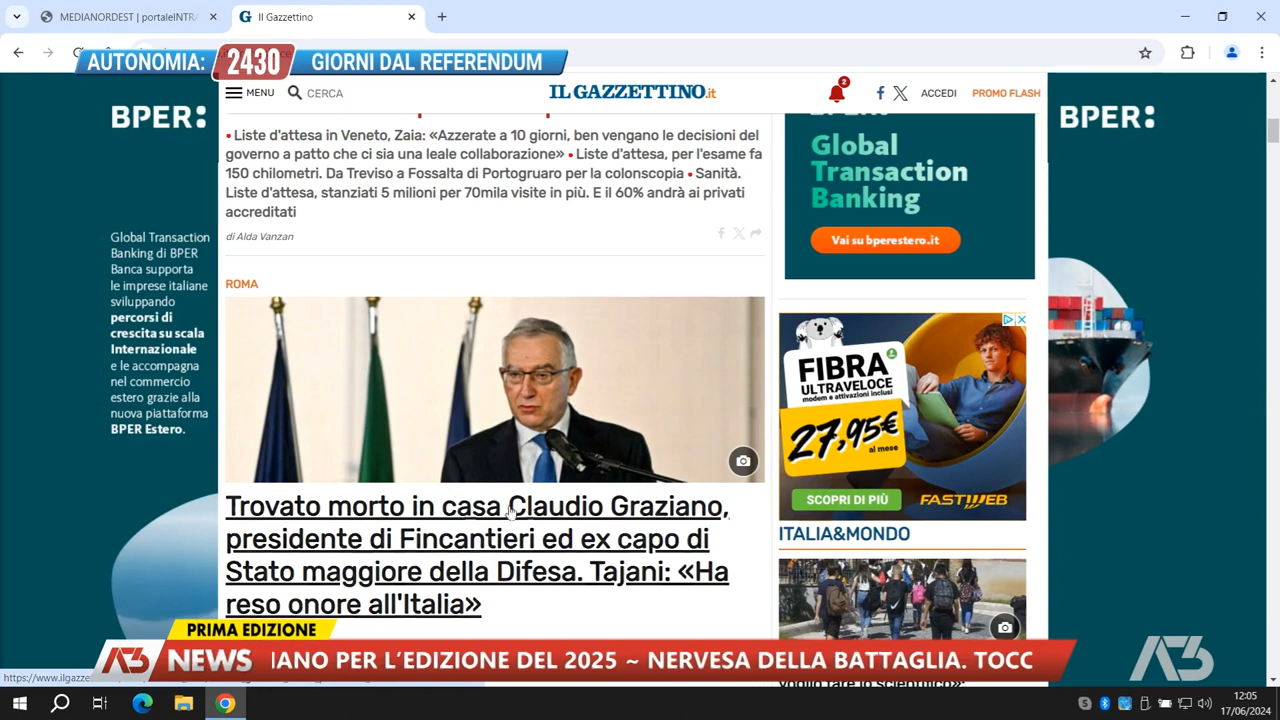 MEDIANORDEST | portaleINTRA
Il Gazzettino
AUTONOMIA: 2430 GIORNI DAL REFERENDUM
MENU
CERCA
IL GAZZETTINO.it
2
ACCEDI
PROMO FLASH
BPER:
Global Transaction
Banking di BPER
Banca supporta
le imprese italiane
sviluppando
percorsi di
crescita su scala
Internazionale
e le accompagna
nel commercio
estero grazie alla
nuova piattaforma
BPER Estero.
• Liste d'attesa in Veneto, Zaia: «Azzerate a 10 giorni, ben vengano le decisioni del
governo a patto che ci sia una leale collaborazione» • Liste d'attesa, per l'esame fa
150 chilometri. Da Treviso a Fossalta di Portogruaro per la colonscopia • Sanità.
Liste d'attesa, stanziati 5 milioni per 70mila visite in più. E il 60% andrà ai privati
accreditati
di Alda Vanzan
ROMA
Trovato morto in casa Claudio Graziano,
presidente di Fincantieri ed ex capo di
Stato maggiore della Difesa. Tajani: «Ha
reso onore all'Italia»
Global
Transaction
Banking
Vai su bperestero.it
FIBRA
ULTRAVELOCE
modem e attivazione inclusi
27,95€
al mese
SCOPRI DI PIÙ
FASTWEB
ITALIA&MONDO
BPER:
PRIMA EDIZIONE
A3 NEWS
IANO PER L'EDIZIONE DEL 2025 ~ NERVESA DELLA BATTAGLIA. TOCC
A3
12:05
17/06/2024